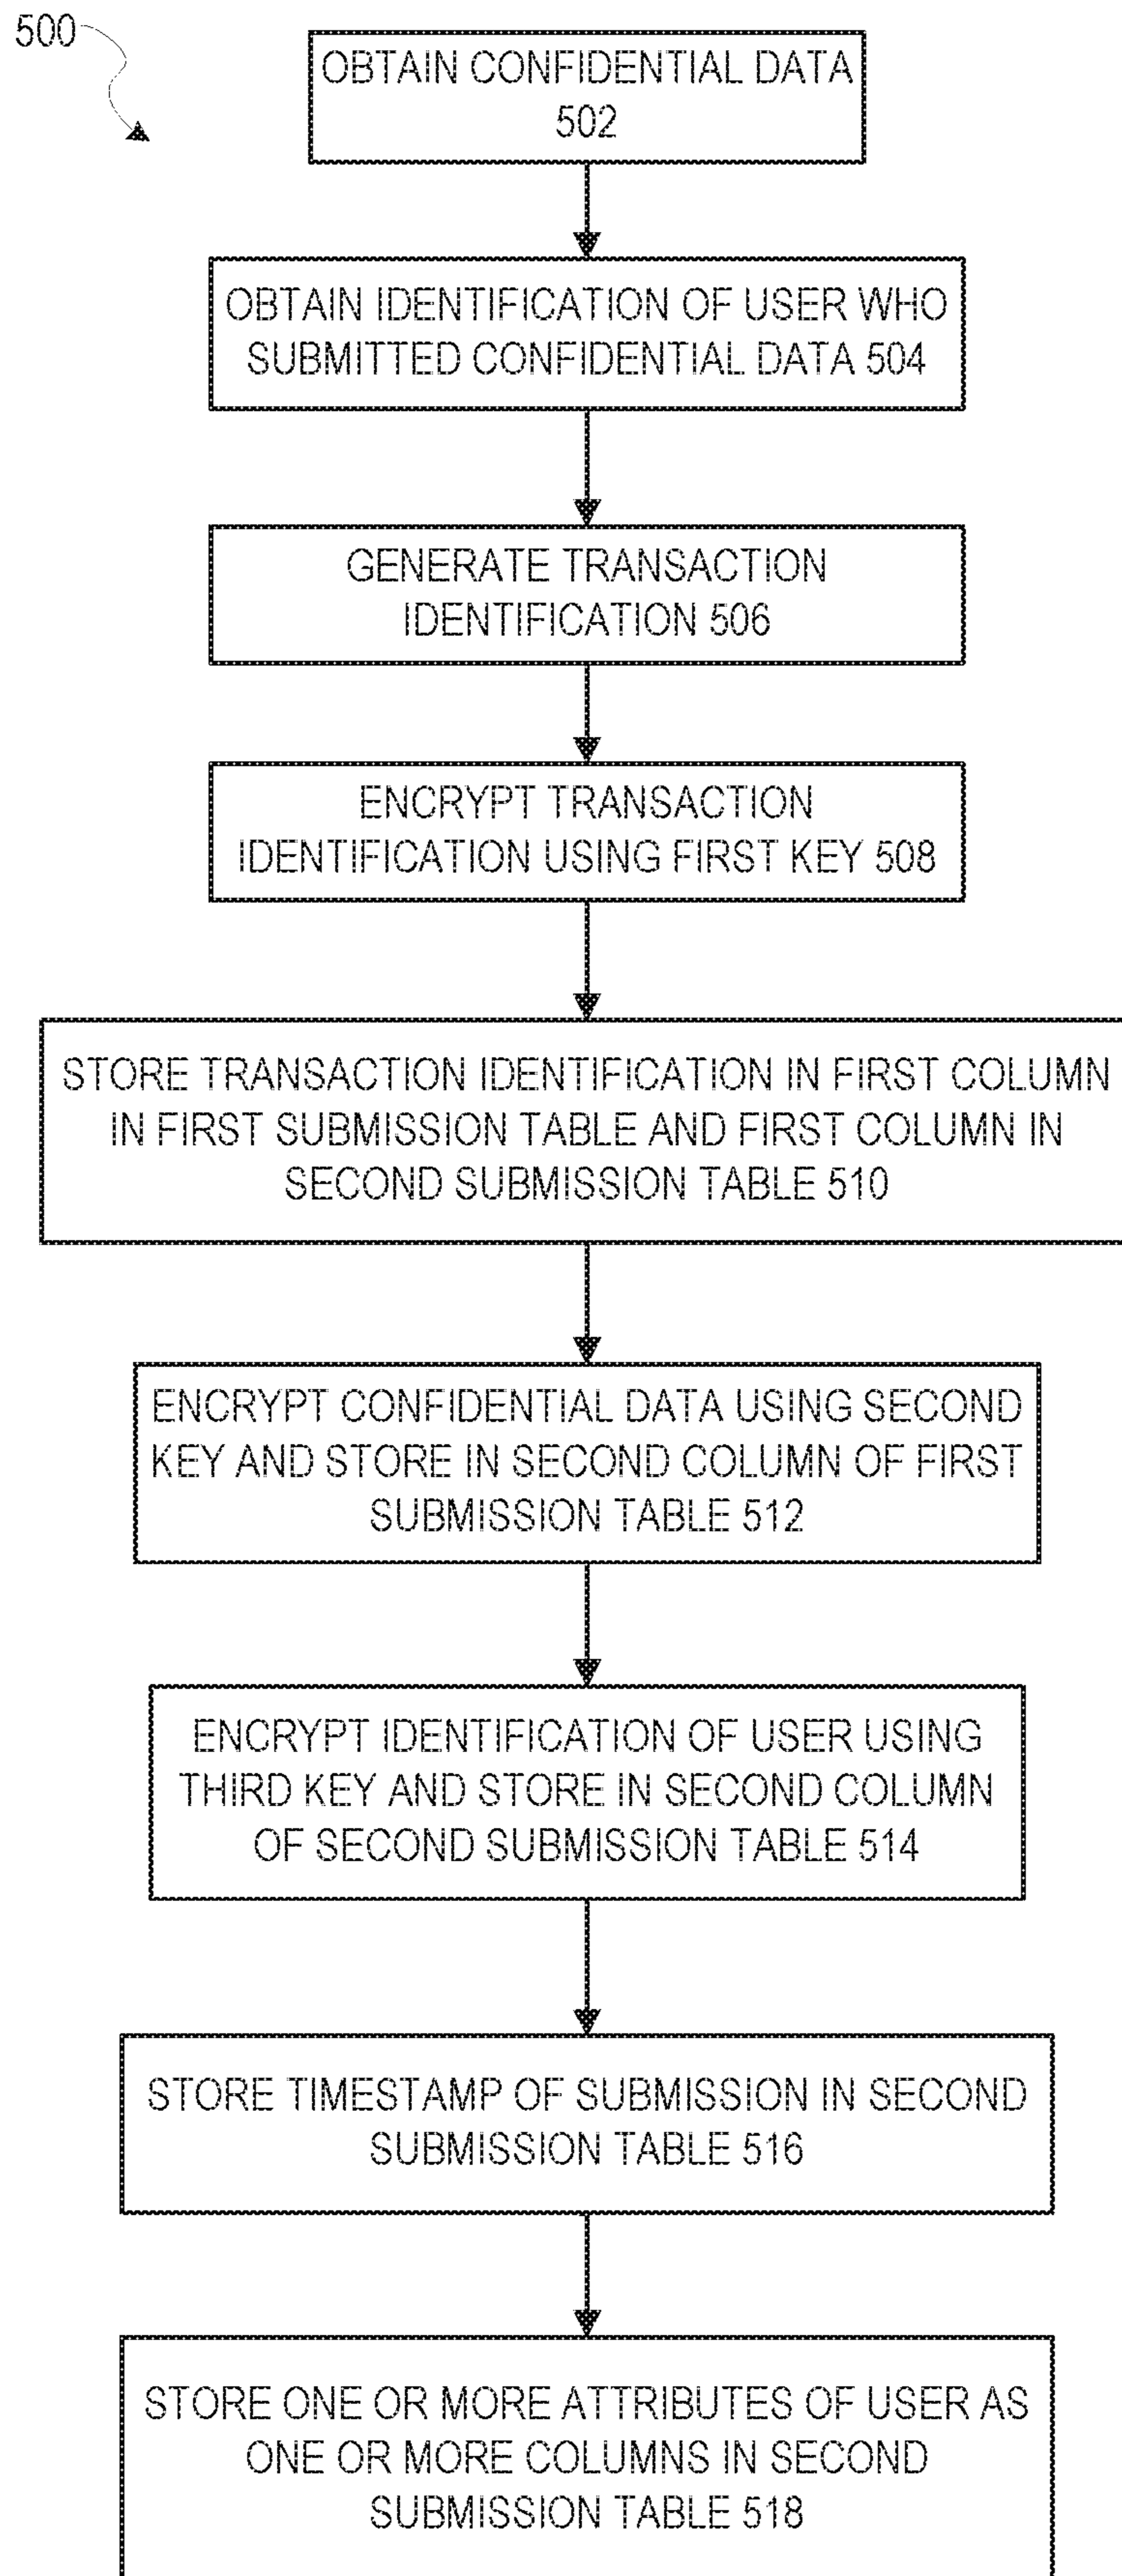 500
OBTAIN CONFIDENTIAL DATA
502
OBTAIN IDENTIFICATION OF USER WHO
SUBMITTED CONFIDENTIAL DATA 504
GENERATE TRANSACTION
IDENTIFICATION 506
ENCRYPT TRANSACTION
IDENTIFICATION USING FIRST KEY 508
STORE TRANSACTION IDENTIFICATION IN FIRST COLUMN
IN FIRST SUBMISSION TABLE AND FIRST COLUMN IN
SECOND SUBMISSION TABLE 510
ENCRYPT CONFIDENTIAL DATA USING SECOND
KEY AND STORE IN SECOND COLUMN OF FIRST
SUBMISSION TABLE 512
ENCRYPT IDENTIFICATION OF USER USING
THIRD KEY AND STORE IN SECOND COLUMN
OF SECOND SUBMISSION TABLE 514
STORE TIMESTAMP OF SUBMISSION IN SECOND
SUBMISSION TABLE 516
STORE ONE OR MORE ATTRIBUTES OF USER AS
ONE OR MORE COLUMNS IN SECOND
SUBMISSION TABLE 518